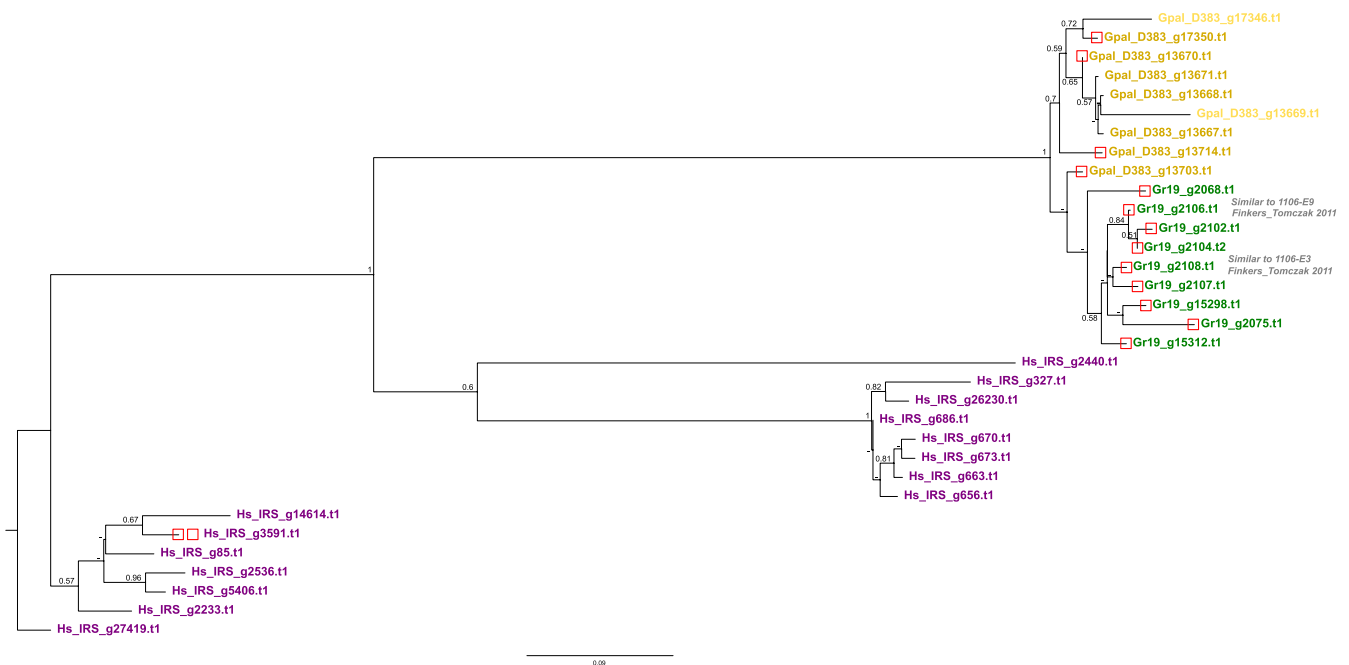 Gpal_D383_g17346.t1
0.72
Gpal_D383_g17350.t1
0.59
Gpal_D383_g13670.t1
Gpal_D383_g13671.t1
0.65
Gpal_D383_g13668.t1
0.57
0.7
Gpal_D383_g13669.t1
-
Gpal_D383_g13667.t1
1
Gpal_D383_g13714.t1
Gpal_D383_g13703.t1
Gr19_g2068.t1
Similar to 1106-E9
-
Gr19_g2106.t1
Finkers_Tomczak 2011
0.84
Gr19_g2102.t1
0.51
Gr19_g2104.t2
-
Similar to 1106-E3
Gr19_g2108.t1
Finkers_Tomczak 2011
1
-
Gr19_g2107.t1
Gr19_g15298.t1
-
0.58
Gr19_g2075.t1
Gr19_g15312.t1
Hs_IRS_g2440.t1
Hs_IRS_g327.t1
0.6
0.82
Hs_IRS_g26230.t1
1
Hs_IRS_g686.t1
Hs_IRS_g670.t1
-
-
Hs_IRS_g673.t1
0.81
Hs_IRS_g663.t1
-
Hs_IRS_g656.t1
Hs_IRS_g14614.t1
0.67
Hs_IRS_g3591.t1
-
Hs_IRS_g85.t1
-
Hs_IRS_g2536.t1
0.57
0.96
Hs_IRS_g5406.t1
Hs_IRS_g2233.t1
Hs_IRS_g27419.t1
0.09